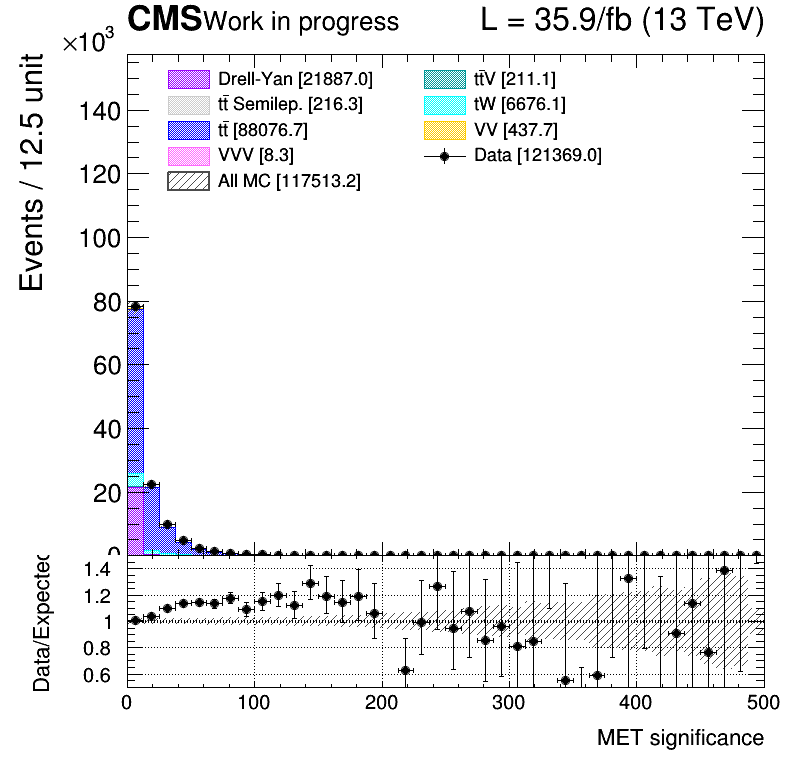 CMS Work in progress
L = 35.9/fb (13 TeV)
×10³
Events / 12.5 unit
140
120
100
80
60
40
20
0
Drell-Yan [21887.0]
tt̄ Semilep. [216.3]
tt̄ [88076.7]
VVV [8.3]
All MC [117513.2]
tt̄V [211.1]
tW [6676.1]
VV [437.7]
Data [121369.0]
Data/Expected
1.4
1.2
1
0.8
0.6
0
100
200
300
400
500
MET significance